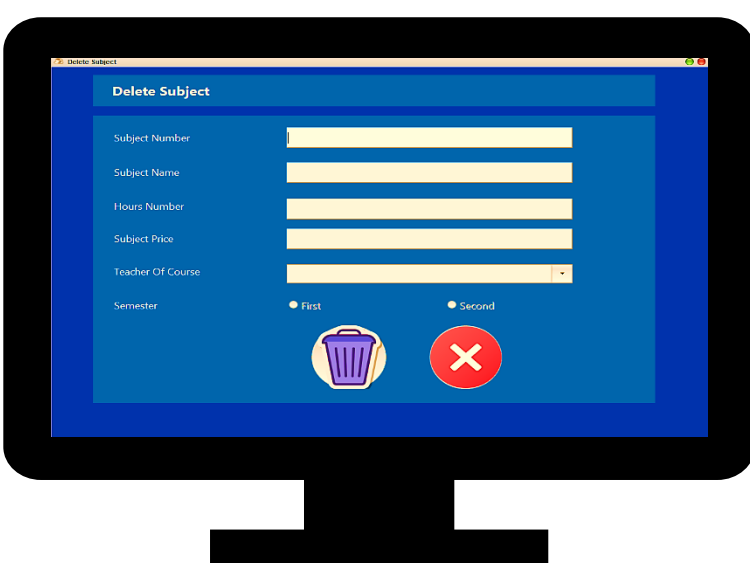 Delete Subject
Delete Subject
Subject Number
Subject Name
Hours Number
Subject Price
Teacher Of Course
Semester First Second